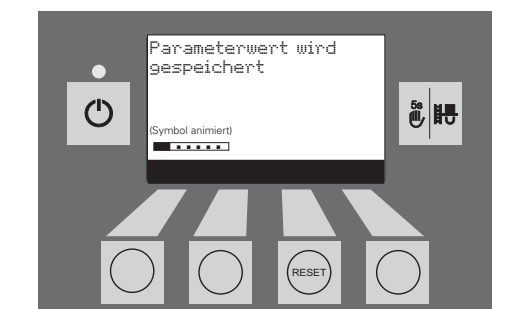 Parameterwert wird
gespeichert
5s
(Symbol animiert)
RESET